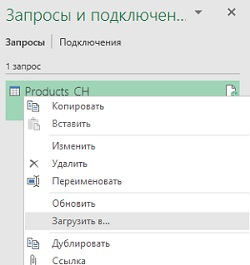 Запросы и подключен...
Запросы
Подключения
1 запрос
Products_CH
Копировать
Вставить
Изменить
Удалить
Переименовать
Обновить
Загрузить в...
Дублировать
Ссылка